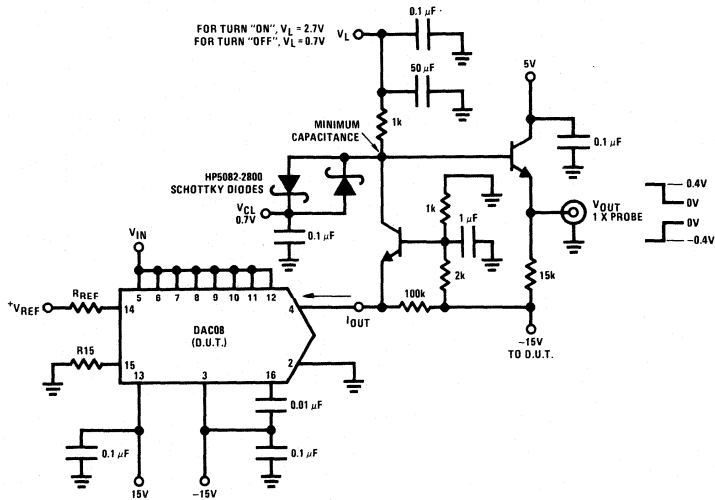 FOR TURN "ON", VL = 2.7V
FOR TURN "OFF", VL = 0.7V
VL
0.1 μF
50 μF
5V
1k
MINIMUM
CAPACITANCE
0.1 μF
HP5082-2800
SCHOTTKY DIODES
VCL
0.7V
0.1 μF
1k
1 μF
2k
VOUT
1 X PROBE
0.4V
0V
0V
-0.4V
15k
VIN
5 6 7 8 9 10 11 12
+VREF
RREF
14
DAC08
(D.U.T.)
4
IOUT
100k
-15V
TO D.U.T.
R15
15
2
13
3
16
0.01 μF
0.1 μF
0.1 μF
15V
-15V